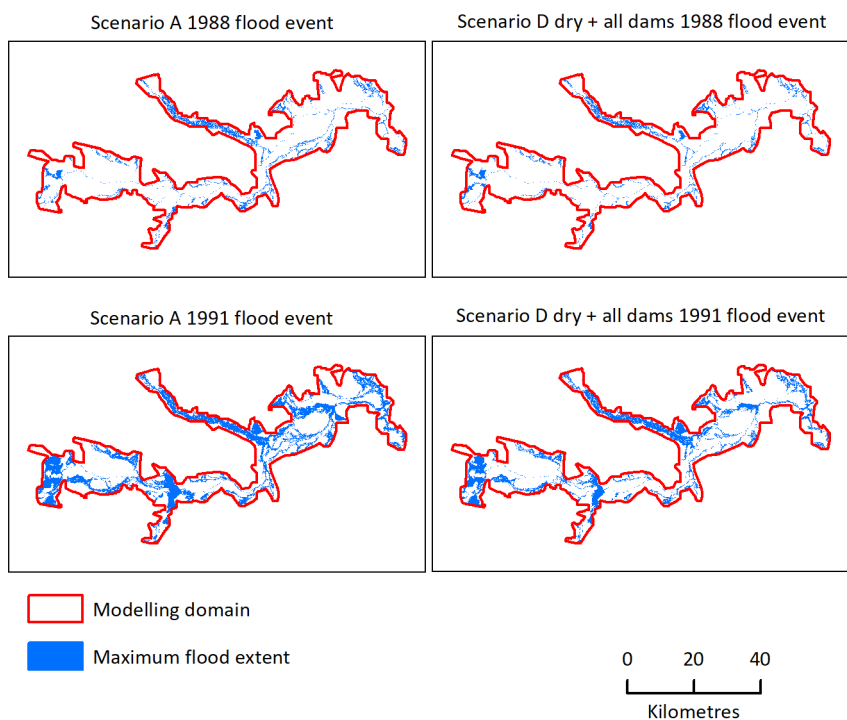 Scenario A 1988 flood event
Scenario D dry + all dams 1988 flood event
Scenario A 1991 flood event
Scenario D dry + all dams 1991 flood event
Modelling domain
Maximum flood extent
0 20 40
Kilometres